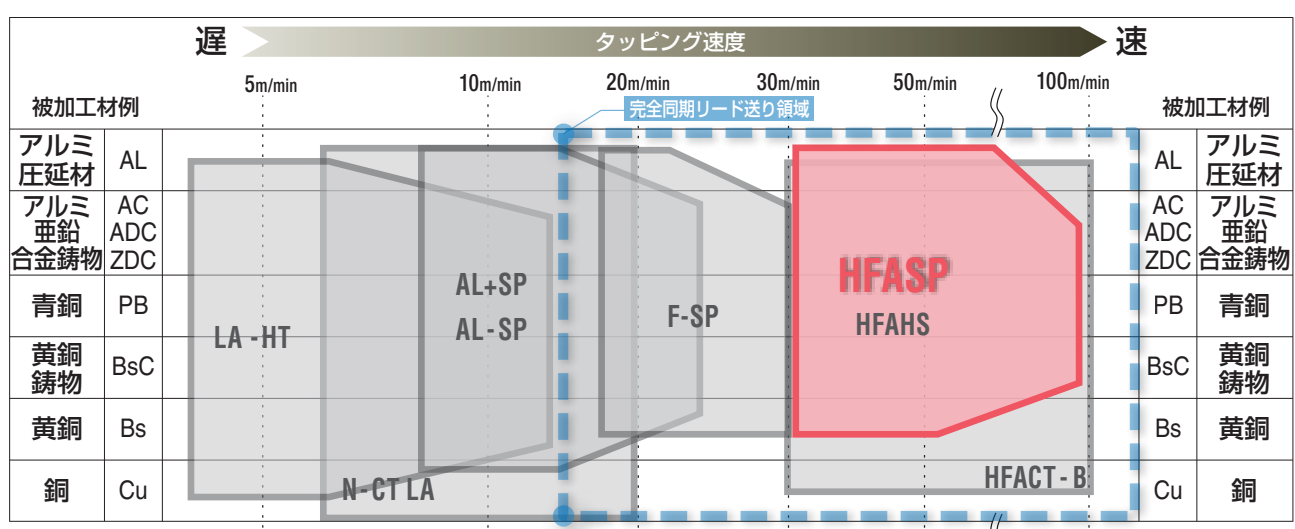 遅 タッピング速度 速
5m/min 10m/min 20m/min 30m/min 50m/min 100m/min
完全同期リード送り領域
被加工材例 被加工材例
アルミ
圧延材 AL AL アルミ
圧延材
アルミ
亜鉛
合金鋳物 AC
ADC
ZDC AC
ADC
ZDC アルミ
亜鉛
合金鋳物
青銅 PB PB 青銅
黄銅
鋳物 BsC BsC 黄銅
鋳物
黄銅 Bs Bs 黄銅
銅 Cu Cu 銅
LA-HT
AL+SP
AL-SP
F-SP
HFASP
HFAHS
N-CT LA
HFACT-B